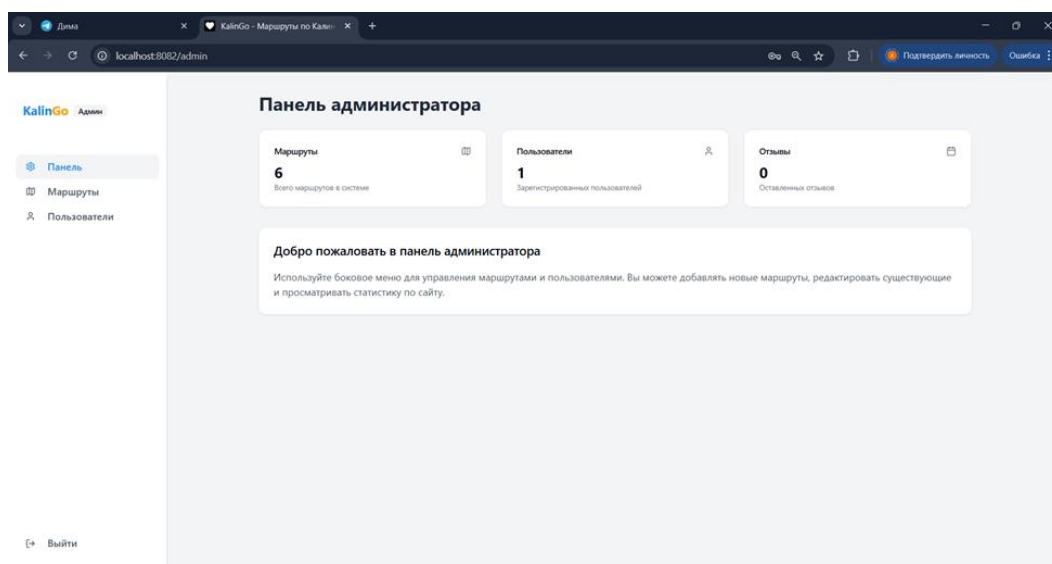 Дима
KalinGo - Маршруты по Кали
localhost:8082/admin
Подтвердить личность
Ошибка
KalinGo Админ
Панель
Маршруты
Пользователи
Выйти
Панель администратора
Маршруты
6
Всего маршрутов в системе
Пользователи
1
Зарегистрированных пользователей
Отзывы
0
Оставленных отзывов
Добро пожаловать в панель администратора
Используйте боковое меню для управления маршрутами и пользователями. Вы можете добавлять новые маршруты, редактировать существующие
и просматривать статистику по сайту.